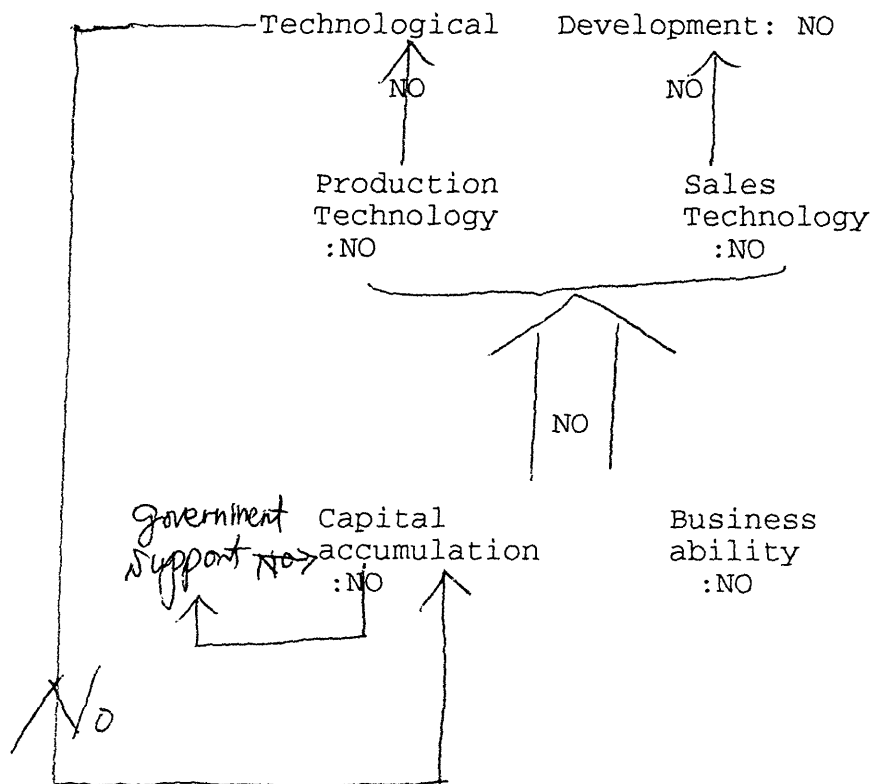 Technological Development: NO
NO NO
Production Sales
Technology Technology
:NO :NO
NO
government Capital Business
support NO accumulation ability
:NO :NO
No